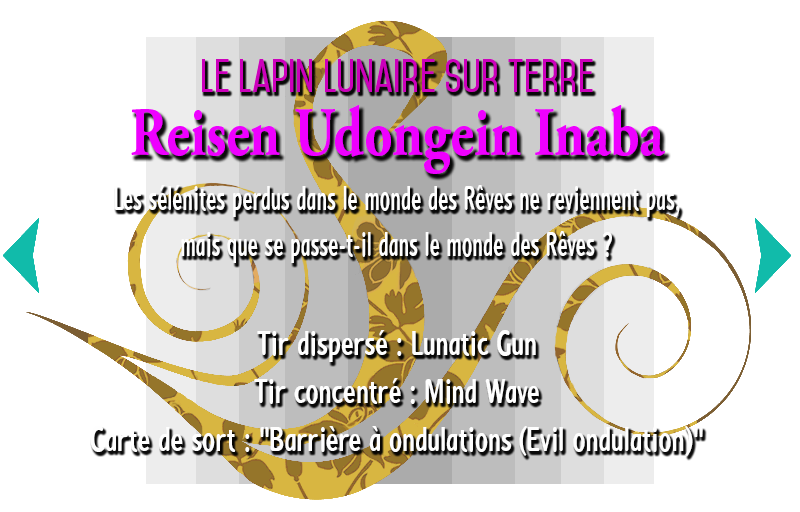 LE LAPIN LUNAIRE SUR TERRE
Reisen Udongein Inaba
Les sélénites perdus dans le monde des Rêves ne reviennent pas,
mais que se passe-t-il dans le monde des Rêves ?
Tir dispersé : Lunatic Gun
Tir concentré : Mind Wave
Carte de sort : "Barrière à ondulations (Evil ondulation)"